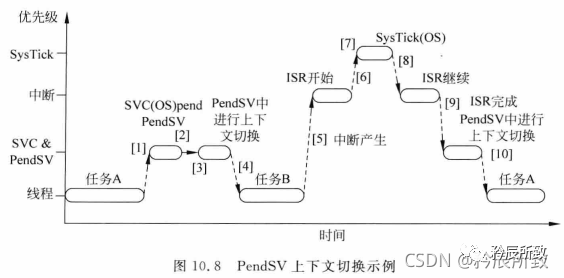 优先级
SysTick
中断
SVC &
PendSV
线程
任务A
[1]
SVC(OS)pend
PendSV
[2]
[3]
PendSV中
进行上下
文切换
[4]
任务B
[5] 中断产生
ISR开始
[6]
[7]
SysTick(OS)
[8]
ISR继续
[9]
ISR完成
PendSV中进行
上下文切换
[10]
任务A
时间
图 10.8 PendSV 上下文切换示例
矜辰所致
CSDN @矜辰所致